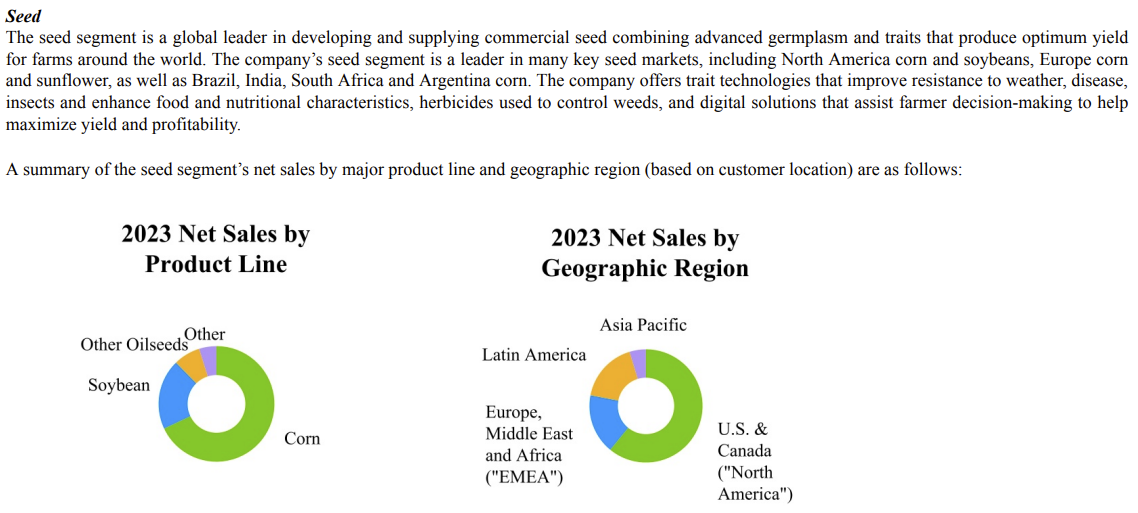 Seed
The seed segment is a global leader in developing and supplying commercial seed combining advanced germplasm and traits that produce optimum yield
for farms around the world. The company’s seed segment is a leader in many key seed markets, including North America corn and soybeans, Europe corn
and sunflower, as well as Brazil, India, South Africa and Argentina corn. The company offers trait technologies that improve resistance to weather, disease,
insects and enhance food and nutritional characteristics, herbicides used to control weeds, and digital solutions that assist farmer decision-making to help
maximize yield and profitability.
A summary of the seed segment’s net sales by major product line and geographic region (based on customer location) are as follows:
2023 Net Sales by
Product Line
Other
Other Oilseeds
Soybean
Corn
2023 Net Sales by
Geographic Region
Asia Pacific
Latin America
Europe,
Middle East
and Africa
("EMEA")
U.S. &
Canada
("North
America")